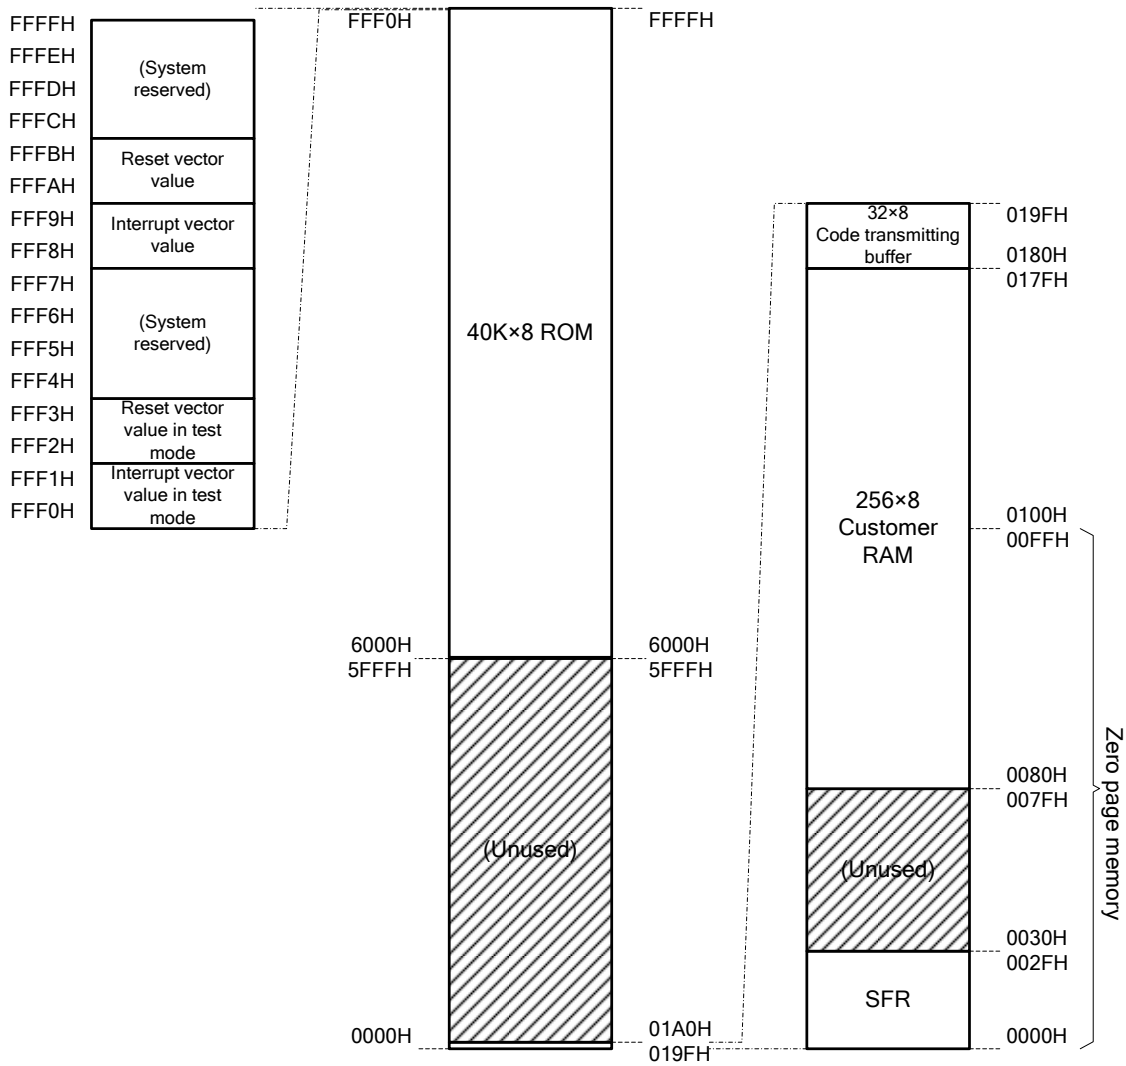 FFFFH
FFFEH
FFFDH
FFFCH
FFFBH
FFFAH
FFF9H
FFF8H
FFF7H
FFF6H
FFF5H
FFF4H
FFF3H
FFF2H
FFF1H
FFF0H
(System
reserved)
Reset vector
value
Interrupt vector
value
(System
reserved)
Reset vector
value in test
mode
Interrupt vector
value in test
mode
FFF0H
6000H
5FFFH
0000H
40K×8 ROM
(Unused)
FFFFH
6000H
5FFFH
01A0H
019FH
32×8
Code transmitting
buffer
256×8
Customer
RAM
(Unused)
SFR
019FH
0180H
017FH
0100H
00FFH
0080H
007FH
0030H
002FH
0000H
Zero page memory